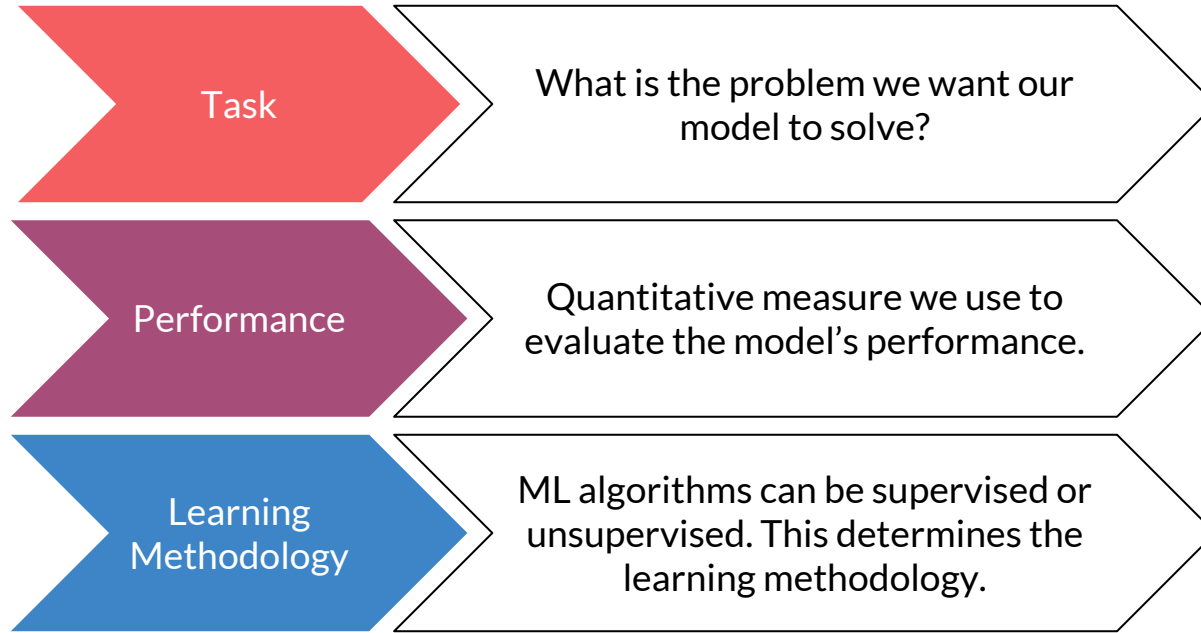 Task
What is the problem we want our
model to solve?
Performance
Quantitative measure we use to
evaluate the model’s performance.
Learning
Methodology
ML algorithms can be supervised or
unsupervised. This determines the
learning methodology.